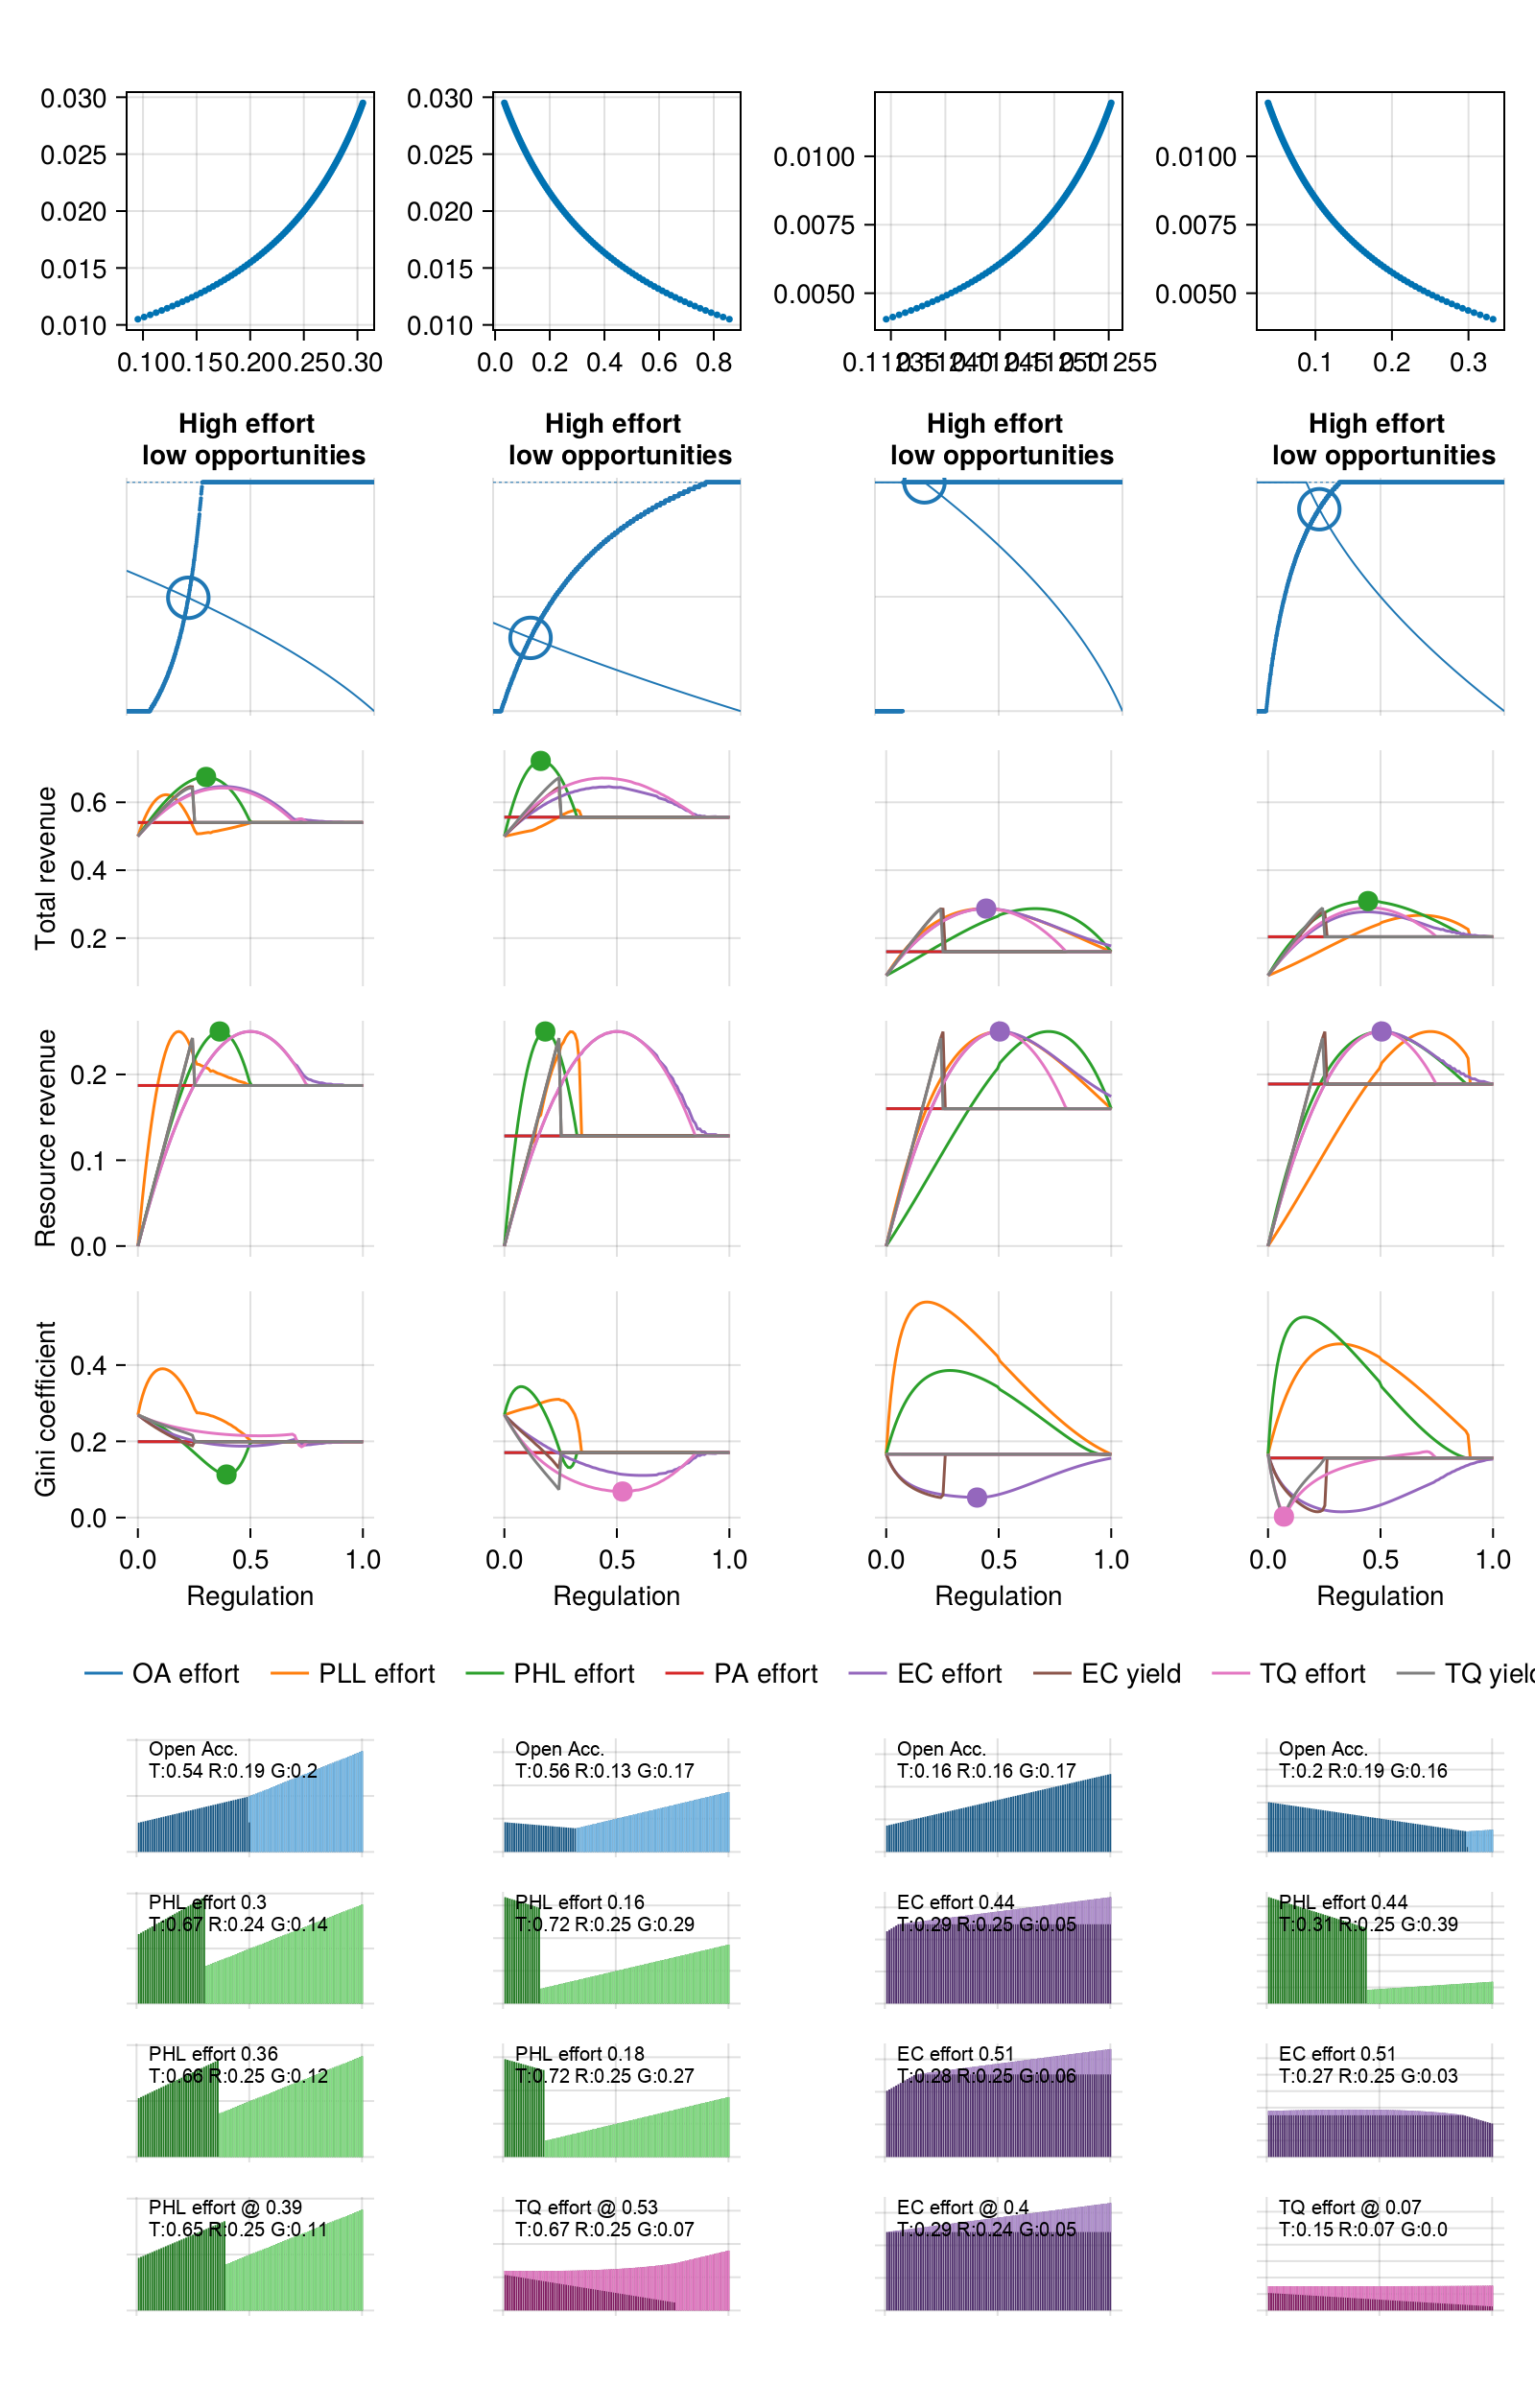 0.030
0.025
0.020
0.015
0.010
0.100 0.150 0.200 0.250 0.30
0.030
0.025
0.020
0.015
0.010
0.0 0.2 0.4 0.6 0.8
0.0100
0.0075
0.0050
0.0100
0.0075
0.0050
0.1 0.2 0.3
High effort
low opportunities
High effort
low opportunities
High effort
low opportunities
High effort
low opportunities
Total revenue
0.6
0.4
0.2
Resource revenue
0.2
0.1
0.0
Gini coefficient
0.4
0.2
0.0
0.0 0.5 1.0
Regulation
0.0 0.5 1.0
Regulation
0.0 0.5 1.0
Regulation
0.0 0.5 1.0
Regulation
OA effort PLL effort PHL effort PA effort EC effort EC yield TQ effort TQ
Open Acc.
T:0.54 R:0.19 G:0.2
Open Acc.
T:0.56 R:0.13 G:0.17
Open Acc.
T:0.16 R:0.16 G:0.17
Open Acc.
T:0.2 R:0.19 G:0.16
PHL effort 0.3
T:0.67 R:0.24 G:0.14
PHL effort 0.16
T:0.72 R:0.25 G:0.29
EC effort 0.44
T:0.29 R:0.25 G:0.05
PHL effort 0.44
T:0.31 R:0.25 G:0.39
PHL effort 0.36
T:0.66 R:0.25 G:0.12
PHL effort 0.18
T:0.72 R:0.25 G:0.27
EC effort 0.51
T:0.28 R:0.25 G:0.06
EC effort 0.51
T:0.27 R:0.25 G:0.03
PHL effort @ 0.39
T:0.65 R:0.25 G:0.11
TQ effort @ 0.53
T:0.67 R:0.25 G:0.07
EC effort @ 0.4
T:0.29 R:0.24 G:0.05
TQ effort @ 0.07
T:0.15 R:0.07 G:0.0